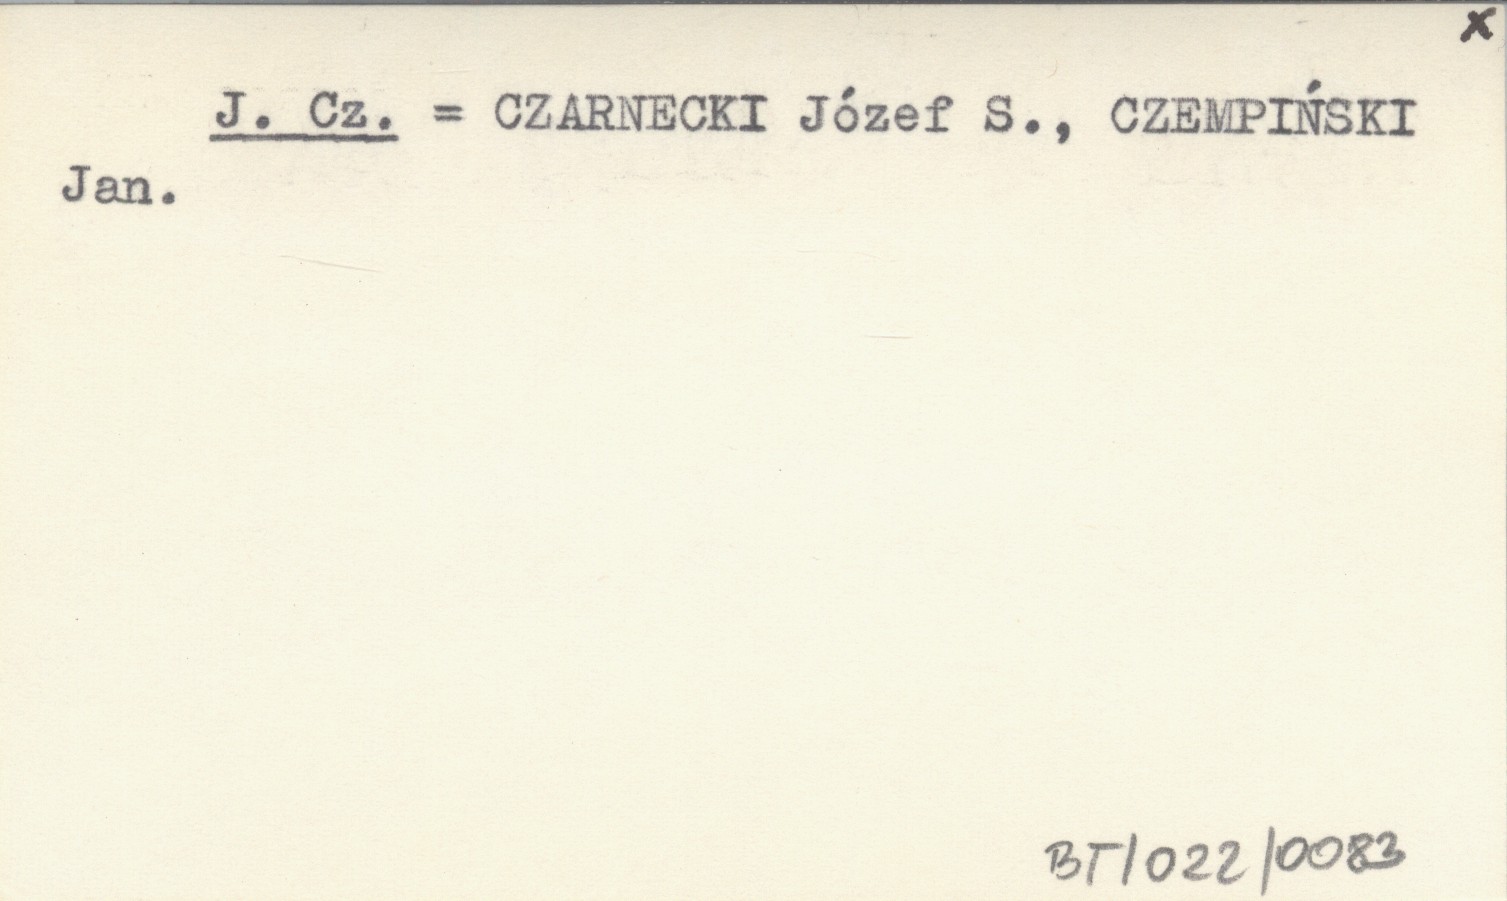 x
J. Cz. = CZARNECKI Józef S., CZEMPIŃSKI
Jan.
BT/022/0083